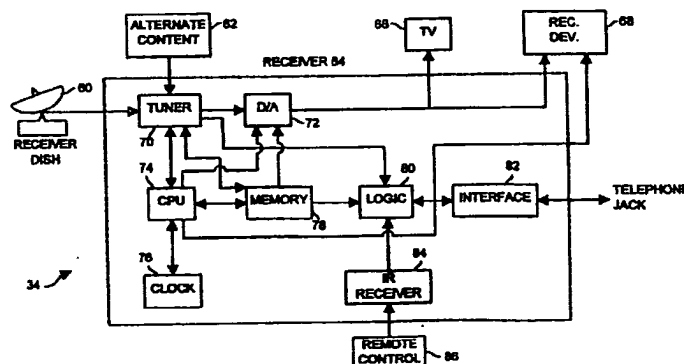 ALTERNATE
CONTENT
62
66
TV
REC.
DEV.
68
60
RECEIVER 64
RECEIVER
DISH
TUNER
70
D/A
72
74
CPU
MEMORY
78
80
LOGIC
82
INTERFACE
TELEPHONE
JACK
76
CLOCK
84
IR
RECEIVER
34
REMOTE
CONTROL
86